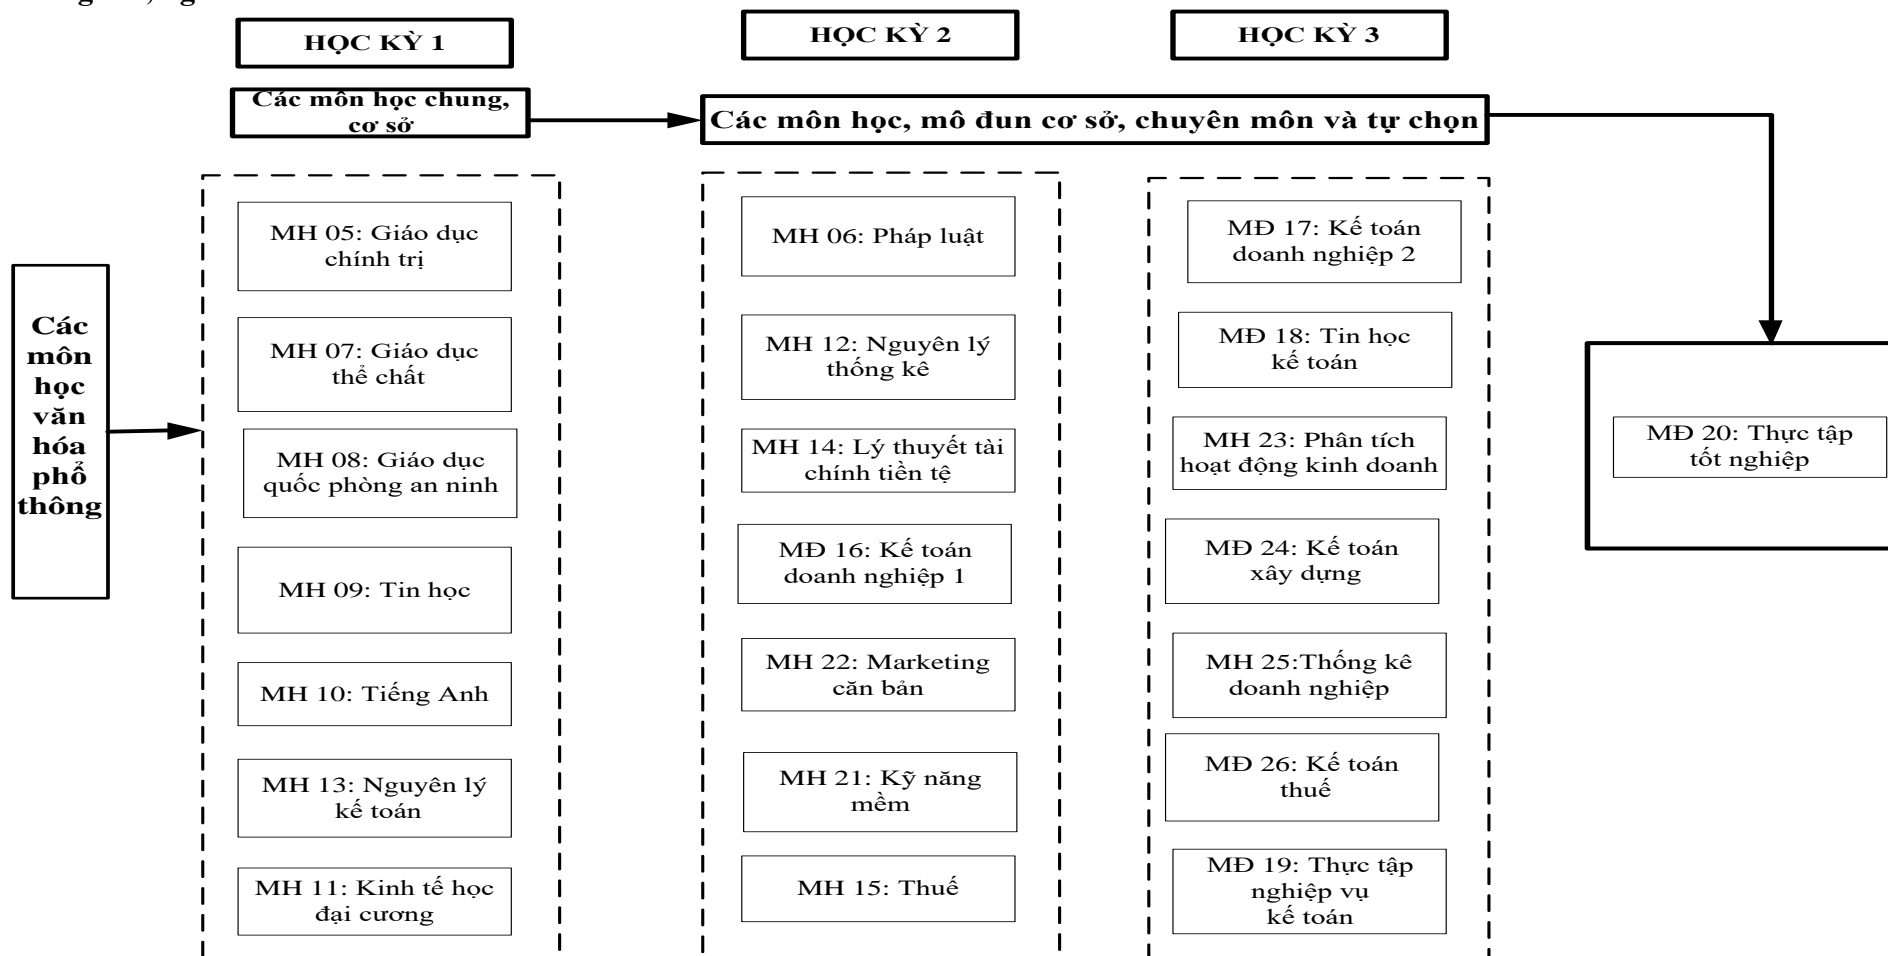 HỌC KỲ 1
HỌC KỲ 2
HỌC KỲ 3
Các môn học chung,
cơ sở
Các môn học, mô đun cơ sở, chuyên môn và tự chọn
Các
môn
học
văn
hóa
phổ
thông
MH 05: Giáo dục
chính trị
MH 07: Giáo dục
thể chất
MH 08: Giáo dục
quốc phòng an ninh
MH 09: Tin học
MH 10: Tiếng Anh
MH 13: Nguyên lý
kế toán
MH 11: Kinh tế học
đại cương
MH 06: Pháp luật
MH 12: Nguyên lý
thống kê
MH 14: Lý thuyết tài
chính tiền tệ
MĐ 16: Kế toán
doanh nghiệp 1
MH 22: Marketing
căn bản
MH 21: Kỹ năng
mềm
MH 15: Thuế
MĐ 17: Kế toán
doanh nghiệp 2
MĐ 18: Tin học
kế toán
MH 23: Phân tích
hoạt động kinh doanh
MĐ 24: Kế toán
xây dựng
MH 25:Thống kê
doanh nghiệp
MĐ 26: Kế toán
thuế
MĐ 19: Thực tập
nghiệp vụ
kế toán
MĐ 20: Thực tập
tốt nghiệp